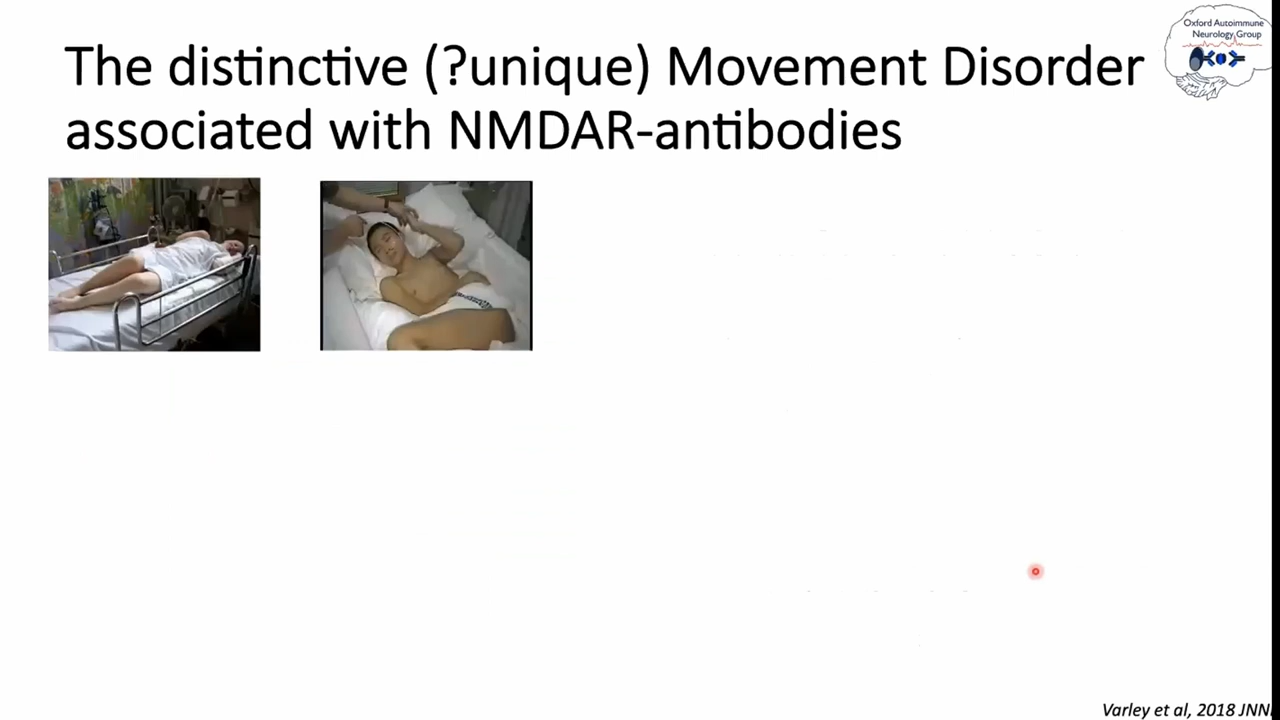 Oxford Autoimmune
Neurology Group
The distinctive (?unique) Movement Disorder
associated with NMDAR-antibodies
Varley et al, 2018 JNN